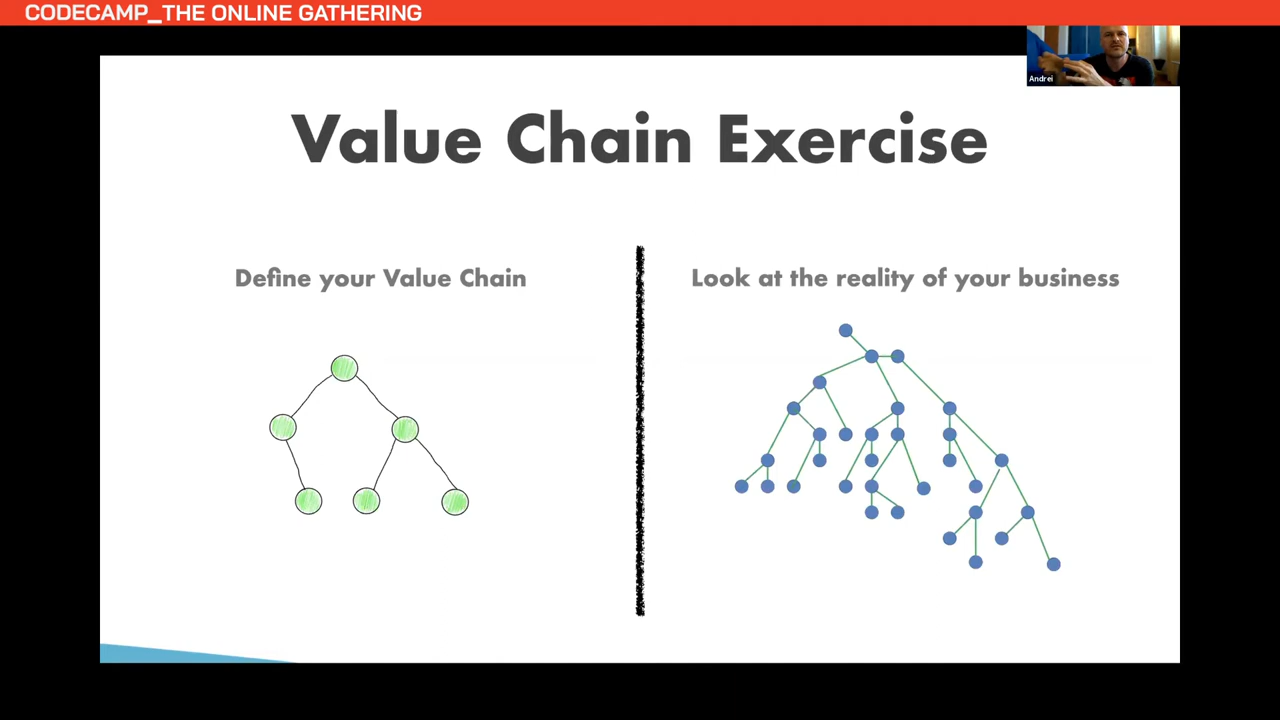 CODECAMP_THE ONLINE GATHERING
Andrei
Value Chain Exercise
Define your Value Chain
Look at the reality of your business